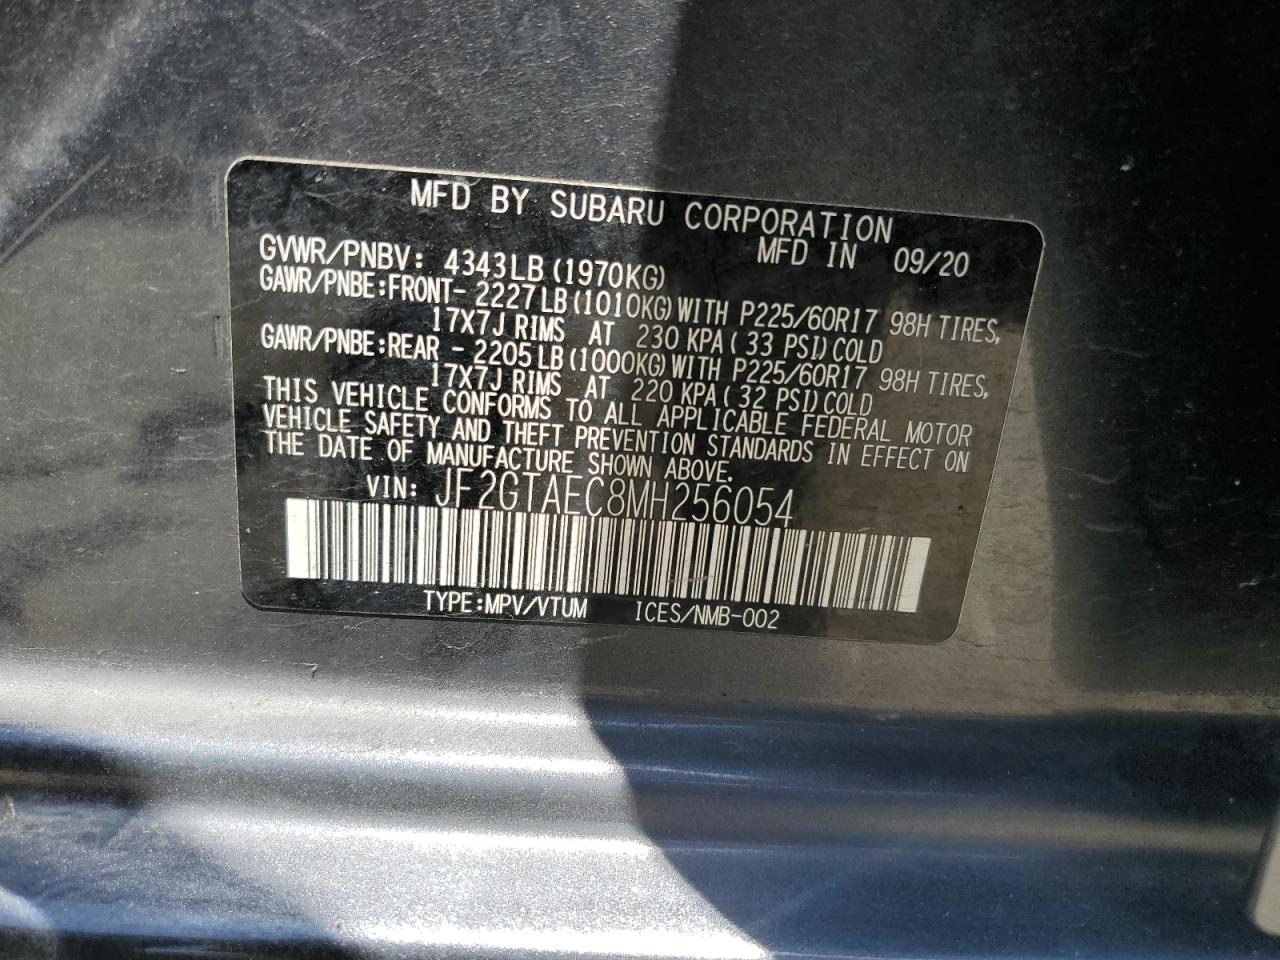 MFD BY SUBARU CORPORATION
MFD IN 09/20
GVWR/PNBV: 4343LB(1970KG)
GAWR/PNBE:FRONT- 2227LB(1010KG)WITH P225/60R17 98H TIRES,
17X7J RIMS AT 230 KPA(33 PSI)COLD
GAWR/PNBE:REAR - 2205LB(1000KG)WITH P225/60R17 98H TIRES,
17X7J RIMS AT 220 KPA(32 PSI)COLD
THIS VEHICLE CONFORMS TO ALL APPLICABLE FEDERAL MOTOR
VEHICLE SAFETY AND THEFT PREVENTION STANDARDS IN EFFECT ON
THE DATE OF MANUFACTURE SHOWN ABOVE.
VIN: JF2GTAEC8MH256054
TYPE:MPV/VTUM ICES/NMB-002